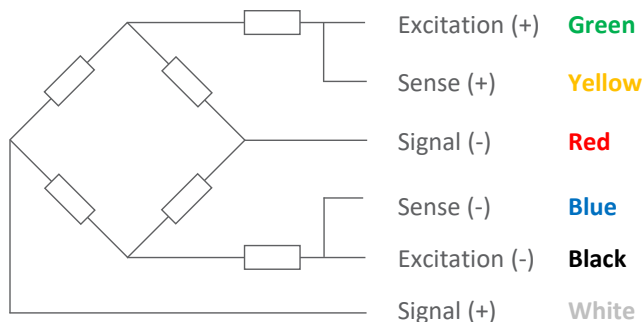 Excitation (+) Green
Sense (+) Yellow
Signal (-) Red
Sense (-) Blue
Excitation (-) Black
Signal (+) White